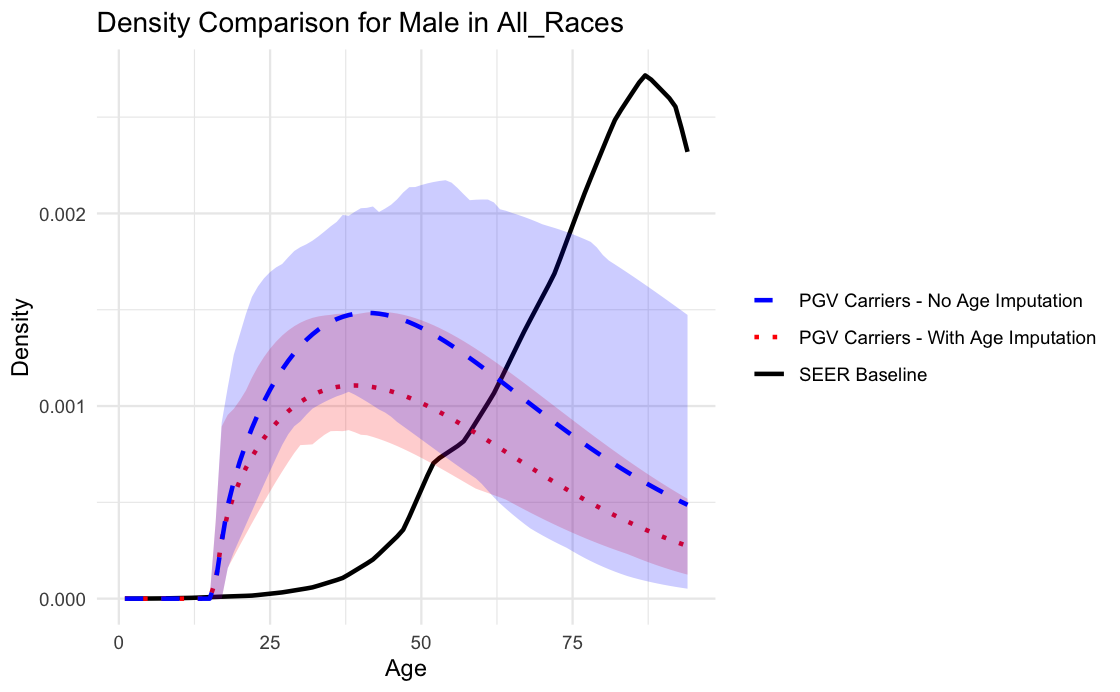 Density Comparison for Male in All_Races
Density
0.002
0.001
0.000
0
25
50
75
Age
PGV Carriers - No Age Imputation
PGV Carriers - With Age Imputation
SEER Baseline